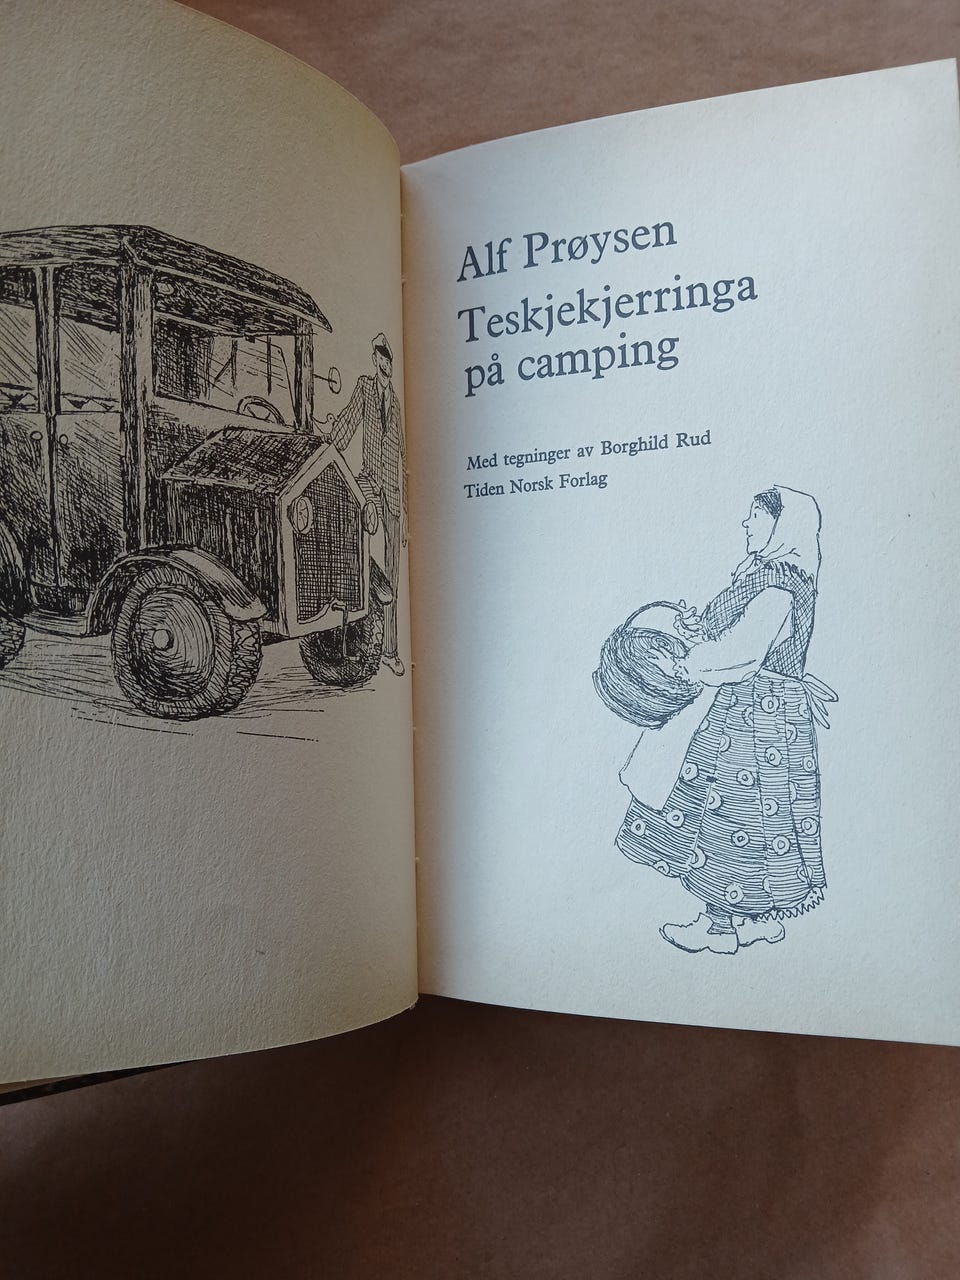 Alf Prøysen
Teskjekjerringa
på camping
Med tegninger av Borghild Rud
Tiden Norsk Forlag